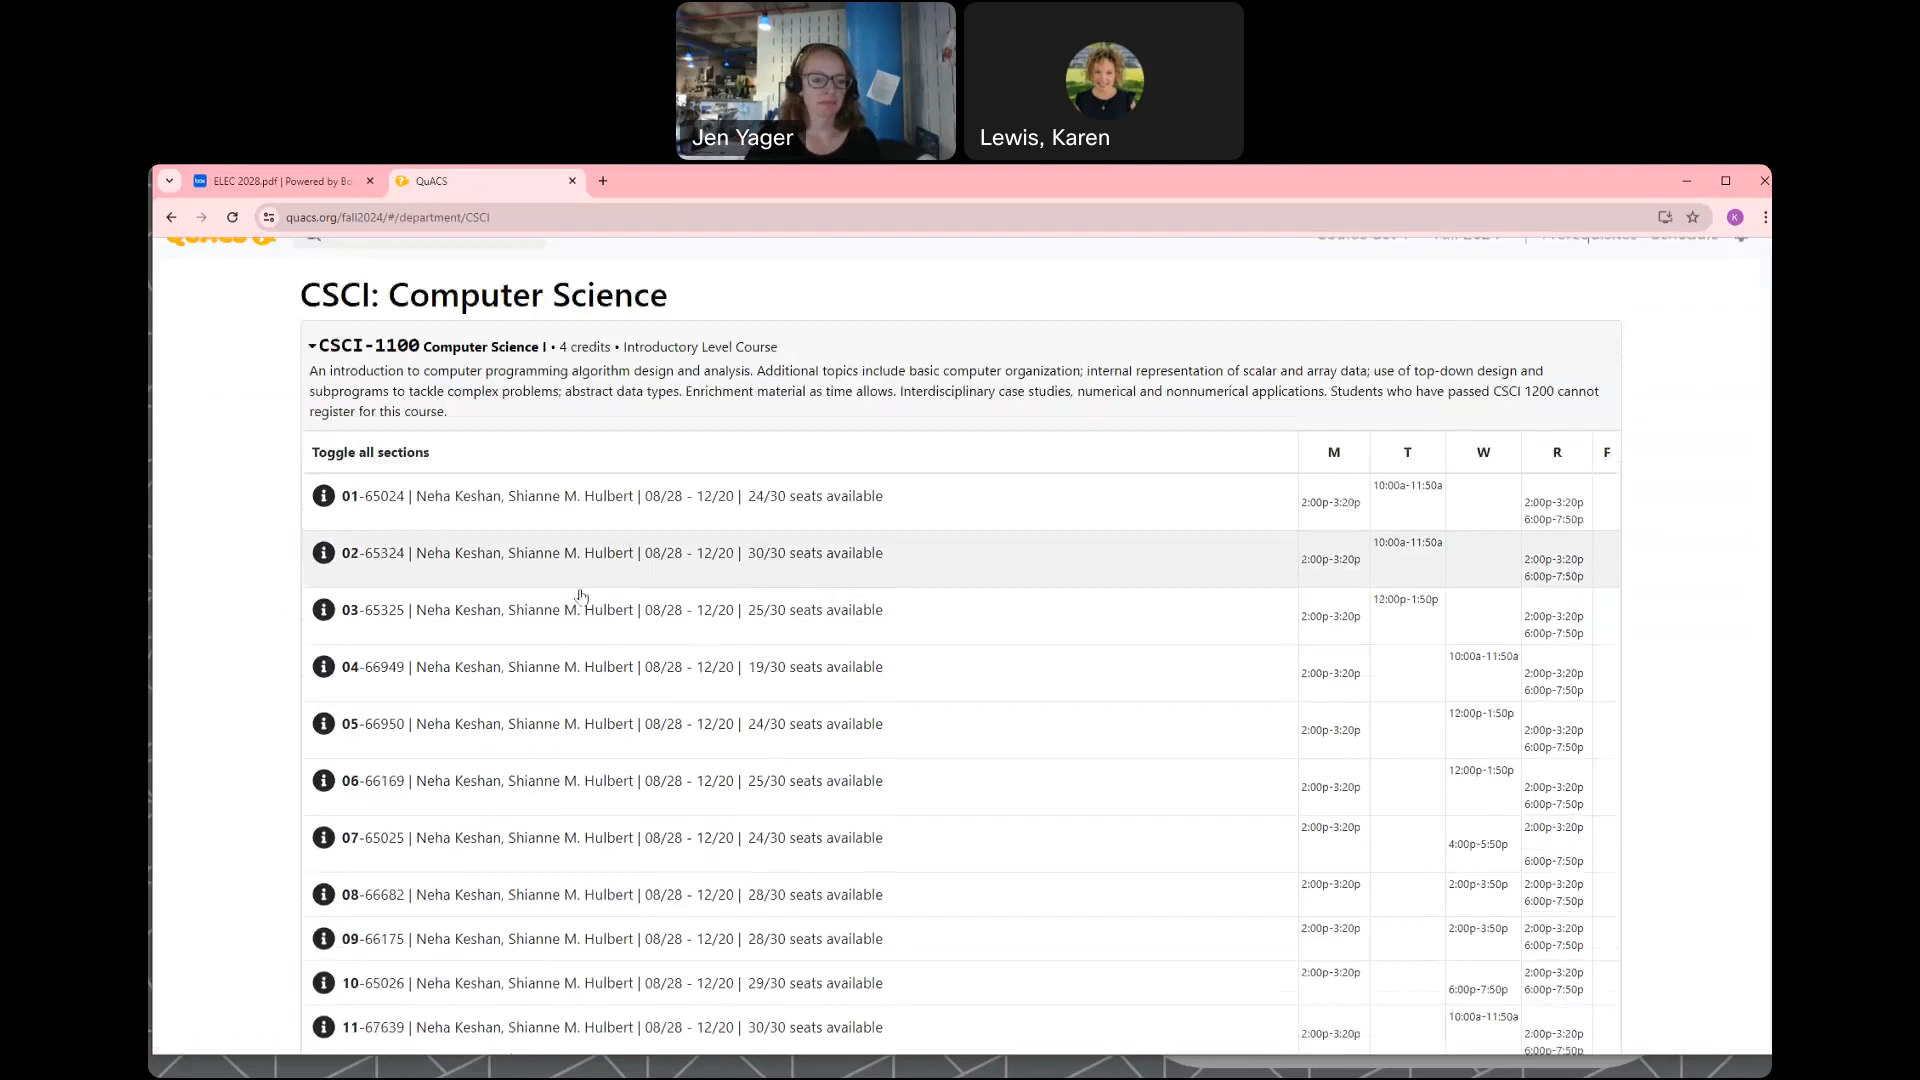 Jen Yager
Lewis, Karen
box
ELEC 2028.pdf | Powered by Bo
QuACS
quacs.org/fall2024/#/department/CSCI
K
QUACS
CSCI: Computer Science
CSCI-1100 Computer Science I • 4 credits • Introductory Level Course
An introduction to computer programming algorithm design and analysis. Additional topics include basic computer organization; internal representation of scalar and array data; use of top-down design and
subprograms to tackle complex problems; abstract data types. Enrichment material as time allows. Interdisciplinary case studies, numerical and nonnumerical applications. Students who have passed CSCI 1200 cannot
register for this course.
Toggle all sections M T W R F
01-65024 | Neha Keshan, Shianne M. Hulbert | 08/28 - 12/20 | 24/30 seats available
2:00p-3:20p
10:00a-11:50a
2:00p-3:20p
6:00p-7:50p
02-65324 | Neha Keshan, Shianne M. Hulbert | 08/28 - 12/20 | 30/30 seats available
2:00p-3:20p
10:00a-11:50a
2:00p-3:20p
6:00p-7:50p
03-65325 | Neha Keshan, Shianne M. Hulbert | 08/28 - 12/20 | 25/30 seats available
2:00p-3:20p
12:00p-1:50p
2:00p-3:20p
6:00p-7:50p
04-66949 | Neha Keshan, Shianne M. Hulbert | 08/28 - 12/20 | 19/30 seats available
2:00p-3:20p
10:00a-11:50a
2:00p-3:20p
6:00p-7:50p
05-66950 | Neha Keshan, Shianne M. Hulbert | 08/28 - 12/20 | 24/30 seats available
2:00p-3:20p
12:00p-1:50p
2:00p-3:20p
6:00p-7:50p
06-66169 | Neha Keshan, Shianne M. Hulbert | 08/28 - 12/20 | 25/30 seats available
2:00p-3:20p
12:00p-1:50p
2:00p-3:20p
6:00p-7:50p
07-65025 | Neha Keshan, Shianne M. Hulbert | 08/28 - 12/20 | 24/30 seats available
2:00p-3:20p
4:00p-5:50p
2:00p-3:20p
6:00p-7:50p
08-66682 | Neha Keshan, Shianne M. Hulbert | 08/28 - 12/20 | 28/30 seats available
2:00p-3:20p
2:00p-3:50p
2:00p-3:20p
6:00p-7:50p
09-66175 | Neha Keshan, Shianne M. Hulbert | 08/28 - 12/20 | 28/30 seats available
2:00p-3:20p
2:00p-3:50p
2:00p-3:20p
6:00p-7:50p
10-65026 | Neha Keshan, Shianne M. Hulbert | 08/28 - 12/20 | 29/30 seats available
2:00p-3:20p
6:00p-7:50p
2:00p-3:20p
6:00p-7:50p
11-67639 | Neha Keshan, Shianne M. Hulbert | 08/28 - 12/20 | 30/30 seats available
2:00p-3:20p
10:00a-11:50a
2:00p-3:20p
6:00p-7:50p